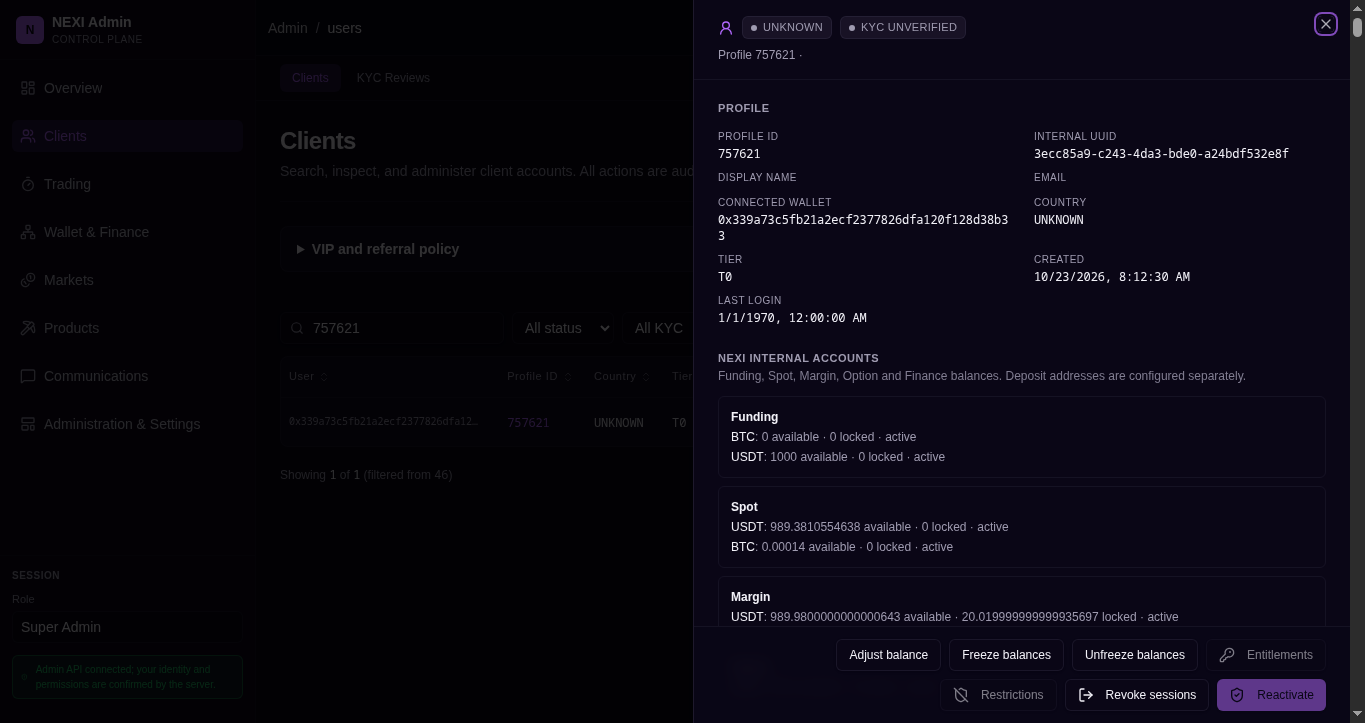 NEXI Admin
CONTROL PLANE
Overview
Clients
Trading
Wallet & Finance
Markets
Products
Communications
Administration & Settings
SESSION
Role
Super Admin
Admin API connected: your identity and
permissions are confirmed by the server.
Admin / users
Clients KYC Reviews
Clients
Search, inspect, and administer client accounts. All actions are aud
VIP and referral policy
757621 All status All KYC
User Profile ID Country Tier
0x339a73c5fb21a2ecf2377826dfa12… 757621 UNKNOWN T0
Showing 1 of 1 (filtered from 46)
UNKNOWN KYC UNVERIFIED
Profile 757621 ·
PROFILE
PROFILE ID INTERNAL UUID
757621 3ecc85a9-c243-4da3-bde0-a24bdf532e8f
DISPLAY NAME EMAIL
CONNECTED WALLET COUNTRY
0x339a73c5fb21a2ecf2377826dfa120f128d38b3 UNKNOWN
3
TIER CREATED
T0 10/23/2026, 8:12:30 AM
LAST LOGIN
1/1/1970, 12:00:00 AM
NEXI INTERNAL ACCOUNTS
Funding, Spot, Margin, Option and Finance balances. Deposit addresses are configured separately.
Funding
BTC: 0 available · 0 locked · active
USDT: 1000 available · 0 locked · active
Spot
USDT: 989.3810554638 available · 0 locked · active
BTC: 0.00014 available · 0 locked · active
Margin
USDT: 989.9800000000000643 available · 20.019999999999935697 locked · active
Adjust balance Freeze balances Unfreeze balances Entitlements
Restrictions Revoke sessions Reactivate